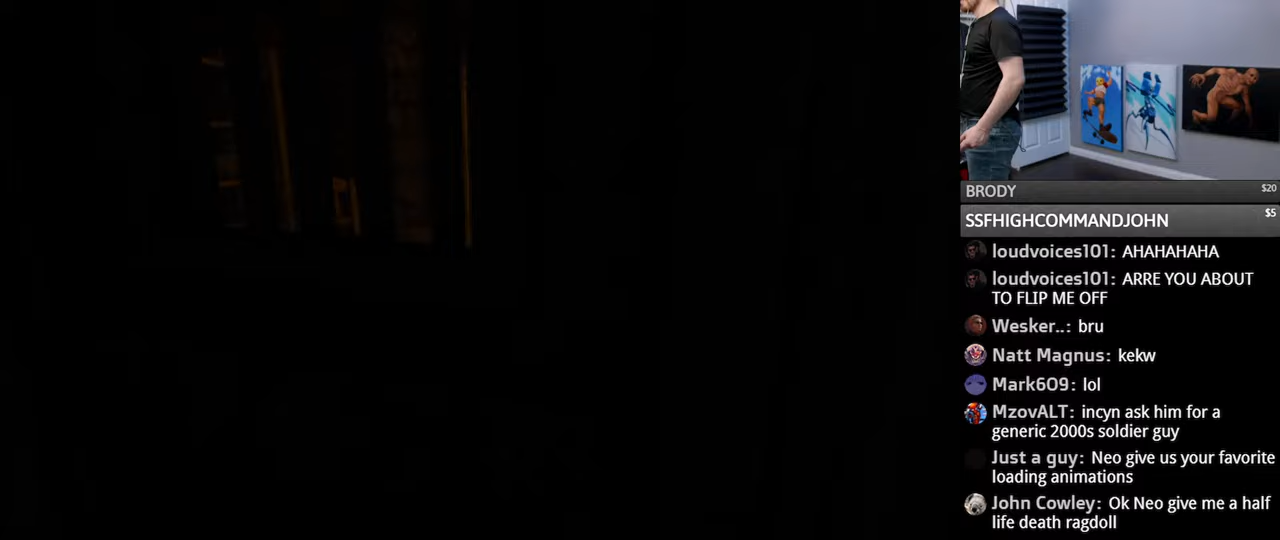 BRODY $20
SSFHIGHCOMMANDJOHN $5
loudvoices101: AHAHAHAHA
loudvoices101: ARRE YOU ABOUT
TO FLIP ME OFF
Wesker..: bru
Natt Magnus: kekw
Mark609: lol
MzovALT: incyn ask him for a
generic 2000s soldier guy
Just a guy: Neo give us your favorite
loading animations
John Cowley: Ok Neo give me a half
life death ragdoll